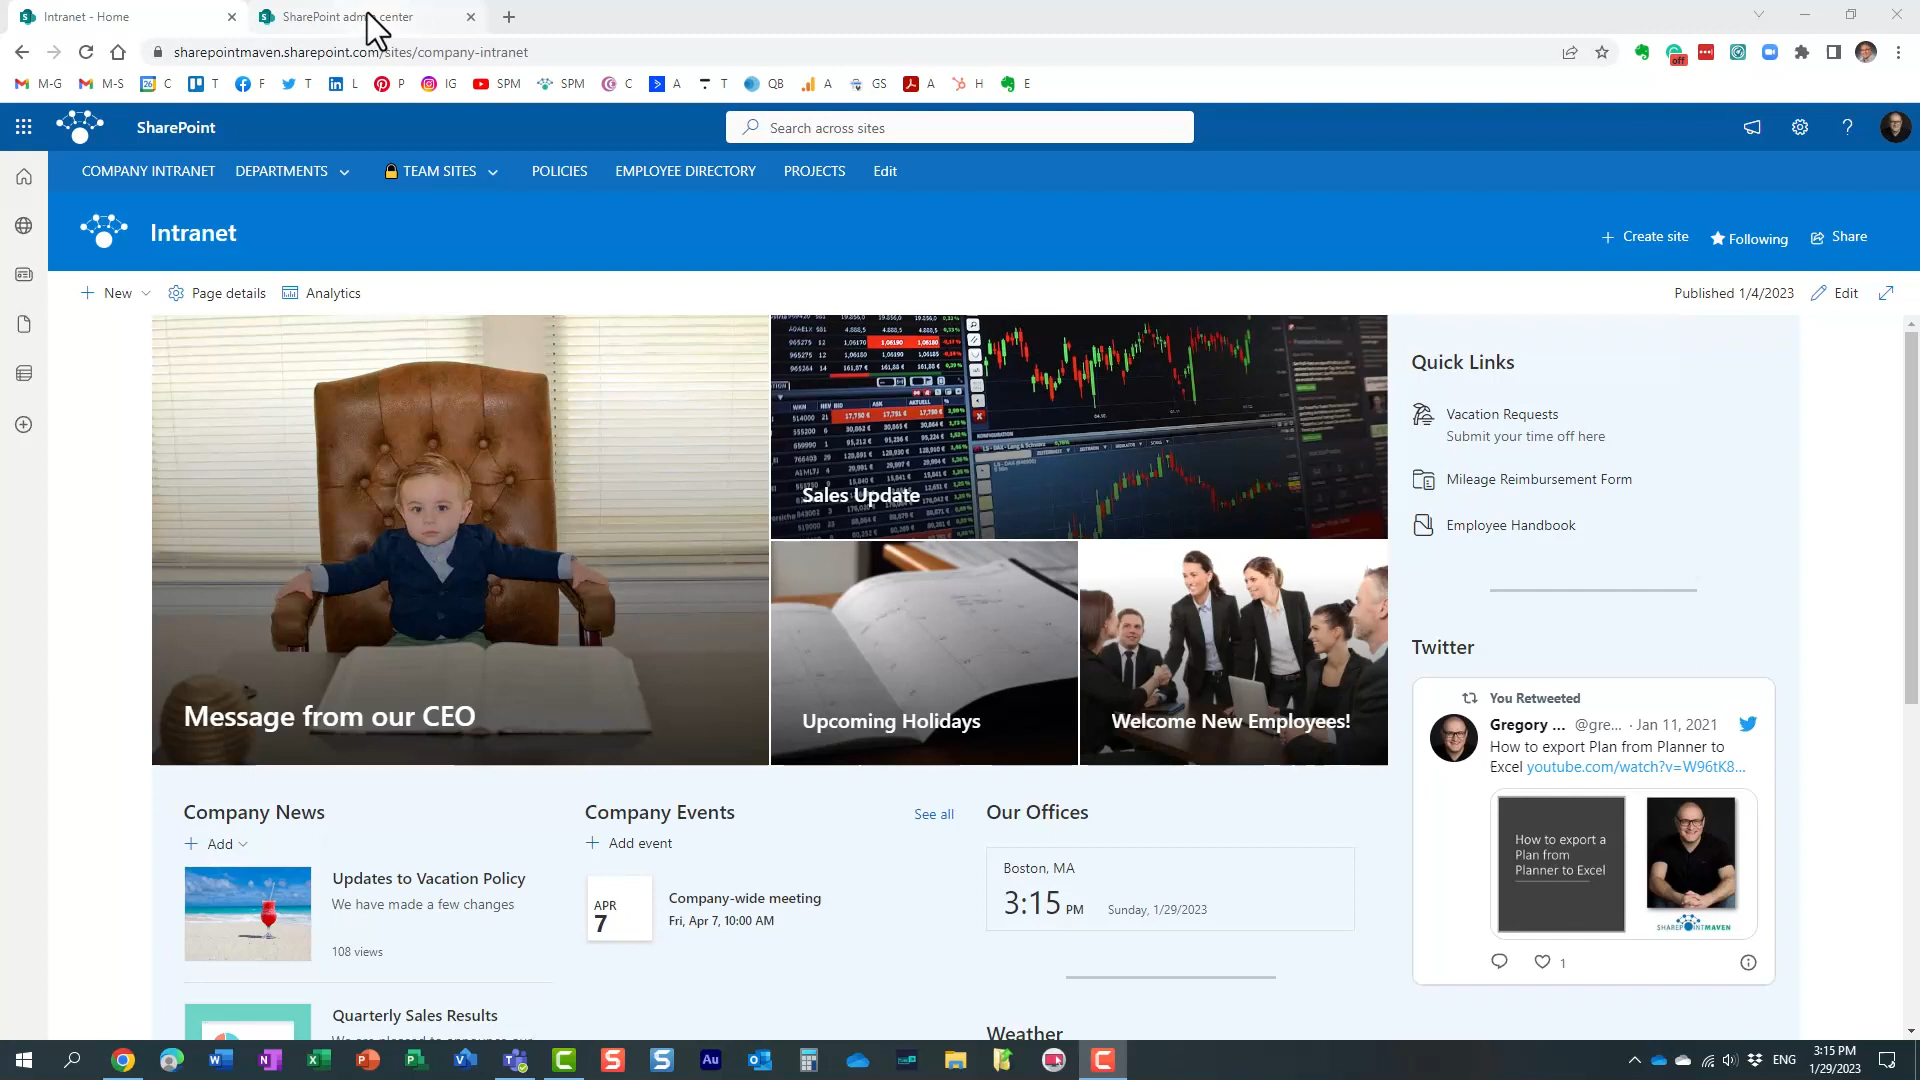 Intranet - Home
SharePoint admin center
sharepointmaven.sharepoint.com/sites/company-intranet
off
M-G
M-S
C
T
F
T
L
P
IG
SPM
SPM
C
A
T
QB
A
GS
A
H
E
SharePoint
Search across sites
COMPANY INTRANET
DEPARTMENTS
TEAM SITES
POLICIES
EMPLOYEE DIRECTORY
PROJECTS
Edit
Intranet
Create site
Following
Share
New
Page details
Analytics
Published 1/4/2023
Edit
Message from our CEO
Sales Update
Upcoming Holidays
Welcome New Employees!
Quick Links
Vacation Requests
Submit your time off here
Mileage Reimbursement Form
Employee Handbook
Twitter
You Retweeted
Gregory ... @gre... · Jan 11, 2021
How to export Plan from Planner to
Excel youtube.com/watch?v=W96tK8...
How to export a
Plan from
Planner to Excel
SHAREPOINTMAVEN
1
Company News
Add
Updates to Vacation Policy
We have made a few changes
108 views
Quarterly Sales Results
Company Events
See all
Add event
APR
7
Company-wide meeting
Fri, Apr 7, 10:00 AM
Our Offices
Boston, MA
3:15 PM
Sunday, 1/29/2023
Weather
ENG
3:15 PM
1/29/2023